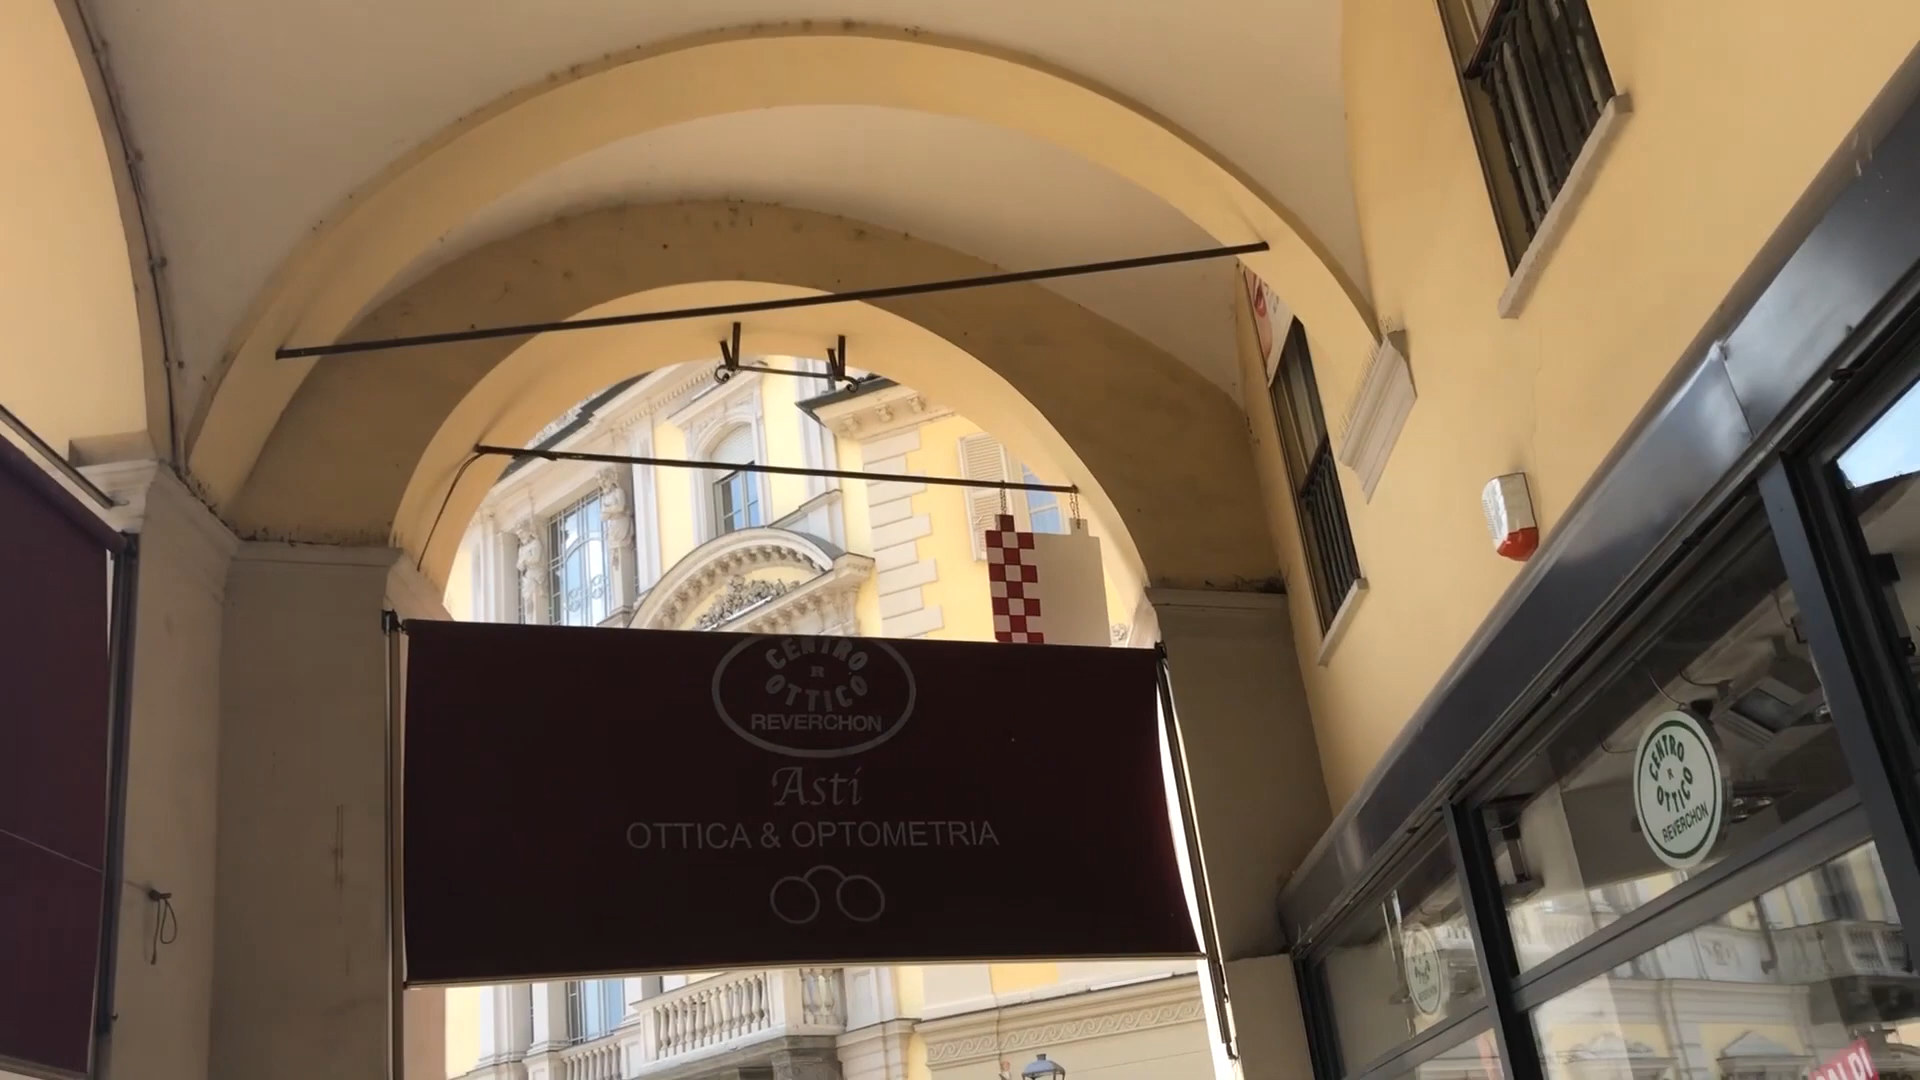 CENTRO
R
OTTICO
REVERCHON
Asti
OTTICA & OPTOMETRIA
CENTRO
R
OTTICO
REVERCHON